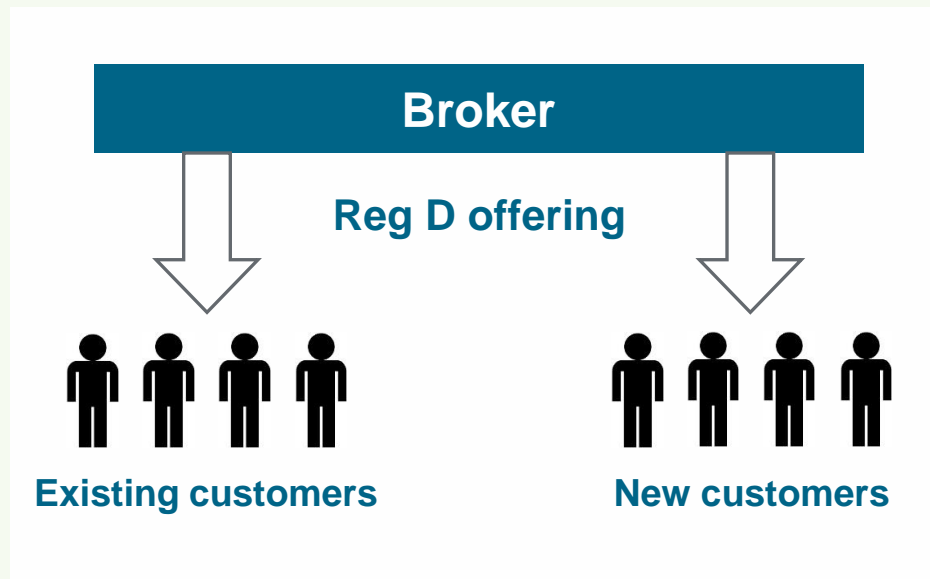 Broker
Reg D offering
Existing customers
New customers